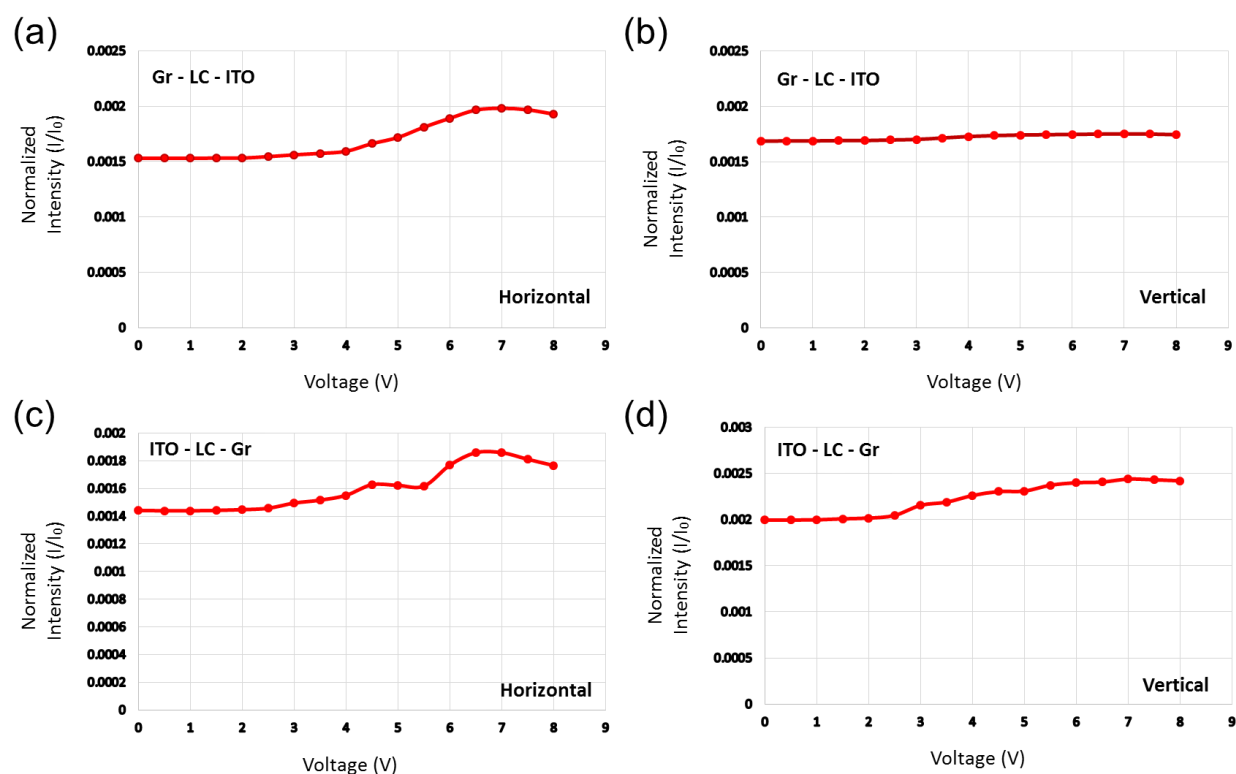 (a)
Gr - LC - ITO
0.0025
0.002
0.0015
0.001
0.0005
0
Normalized
Intensity (I/I₀)
Horizontal
0 1 2 3 4 5 6 7 8 9
Voltage (V)
(b)
Gr - LC - ITO
0.0025
0.002
0.0015
0.001
0.0005
0
Normalized
Intensity (I/I₀)
Vertical
0 1 2 3 4 5 6 7 8 9
Voltage (V)
(c)
ITO - LC - Gr
0.002
0.0018
0.0016
0.0014
0.0012
0.001
0.0008
0.0006
0.0004
0.0002
0
Normalized
Intensity (I/I₀)
Horizontal
0 1 2 3 4 5 6 7 8 9
Voltage (V)
(d)
ITO - LC - Gr
0.003
0.0025
0.002
0.0015
0.001
0.0005
0
Normalized
Intensity (I/I₀)
Vertical
0 1 2 3 4 5 6 7 8 9
Voltage (V)